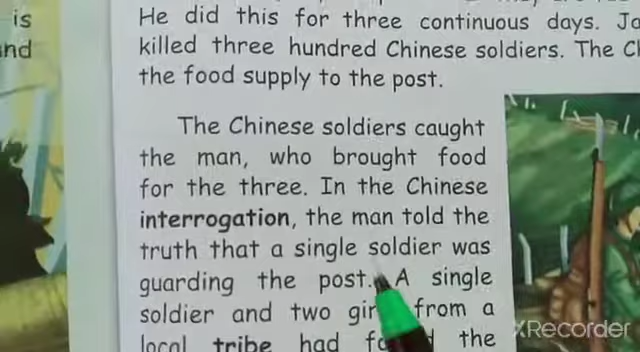 is
and
He did this for three continuous days. Ja
killed three hundred Chinese soldiers. The Ch
the food supply to the post.
The Chinese soldiers caught
the man, who brought food
for the three. In the Chinese
interrogation, the man told the
truth that a single soldier was
guarding the post. A single
soldier and two gir from a
local tribe had the
XRecorder